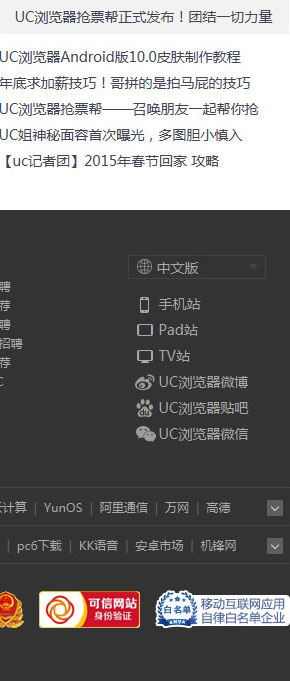 UC浏览器抢票帮正式发布！团结一切力量
UC浏览器Android版10.0皮肤制作教程
年底求加薪技巧！哥拼的是拍马屁的技巧
UC浏览器抢票帮——召唤朋友一起帮你抢
UC姐神秘面容首次曝光，多图胆小慎入
【uc记者团】2015年春节回家 攻略
中文版
聘
手机站
荐
Pad站
聘
TV站
招聘
荐
UC浏览器微博
C
UC浏览器贴吧
UC浏览器微信
云计算 | YunOS | 阿里通信 | 万网 | 高德
| pc6下载 | KK语音 | 安卓市场 | 机锋网
可信网站
身份验证
白名单
移动互联网应用
自律白名单企业